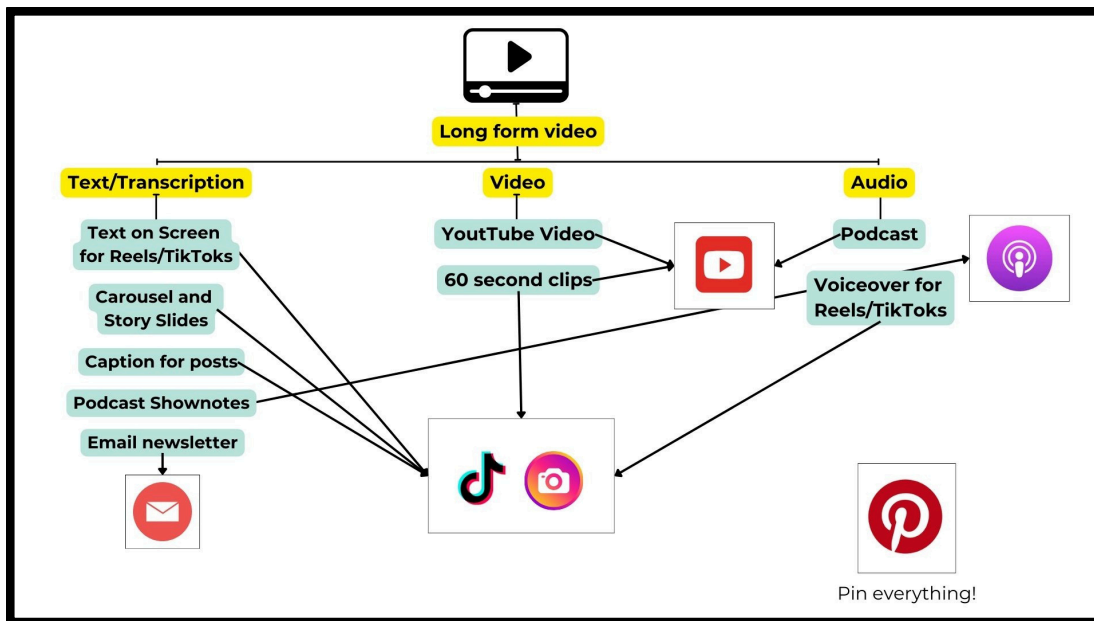 Long form video
Text/Transcription
Video
Audio
Text on Screen
for Reels/TikToks
Carousel and
Story Slides
Caption for posts
Podcast Shownotes
Email newsletter
YoutTube Video
60 second clips
Podcast
Voiceover for
Reels/TikToks
Pin everything!